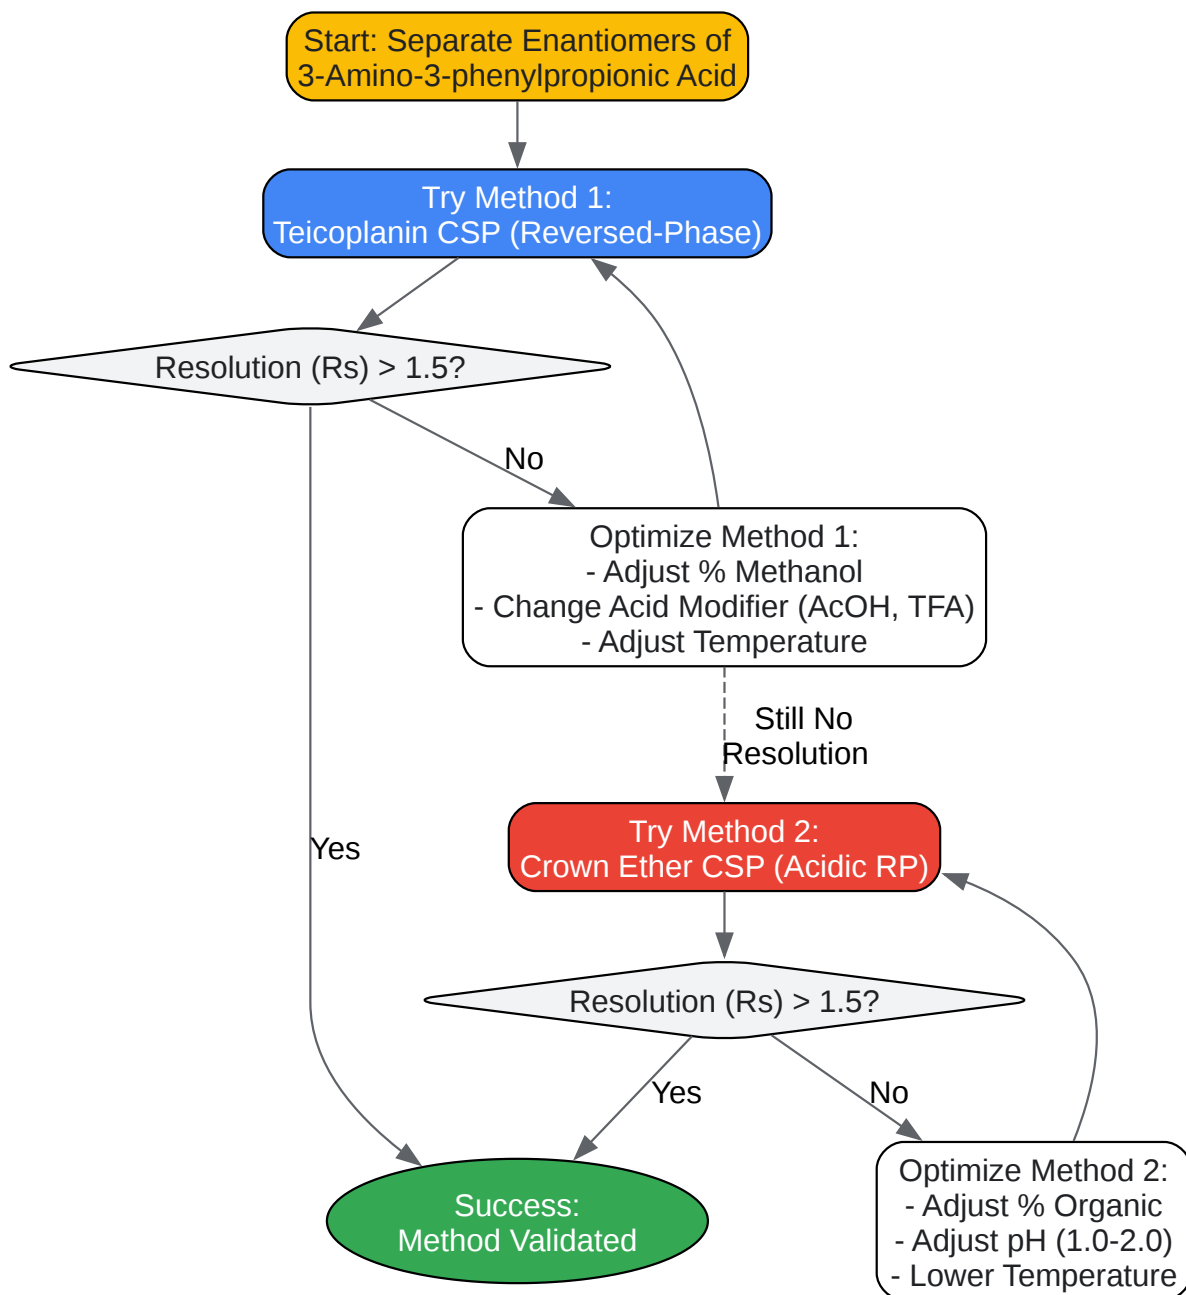 Start: Separate Enantiomers of
3-Amino-3-phenylpropionic Acid
Try Method 1:
Teicoplanin CSP (Reversed-Phase)
Resolution (Rs) > 1.5?
No
Optimize Method 1:
- Adjust % Methanol
- Change Acid Modifier (AcOH, TFA)
- Adjust Temperature
Still No
Resolution
Try Method 2:
Crown Ether CSP (Acidic RP)
Yes
Resolution (Rs) > 1.5?
Yes
No
Optimize Method 2:
- Adjust % Organic
- Adjust pH (1.0-2.0)
- Lower Temperature
Success:
Method Validated